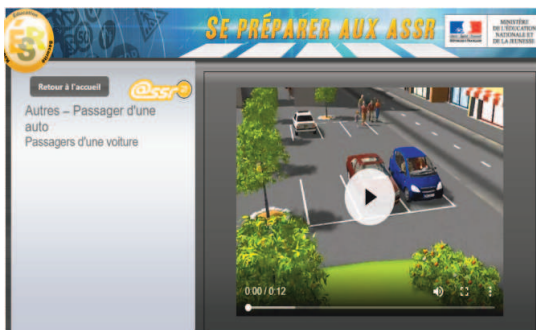 SE PRÉPARER AUX ASSR
MINISTÈRE
DE L'ÉDUCATION
NATIONALE ET
DE LA JEUNESSE
ÉSR
Retour à l'accueil
@ssr
Autres – Passager d'une
auto
Passagers d'une voiture
0:00 / 0:12